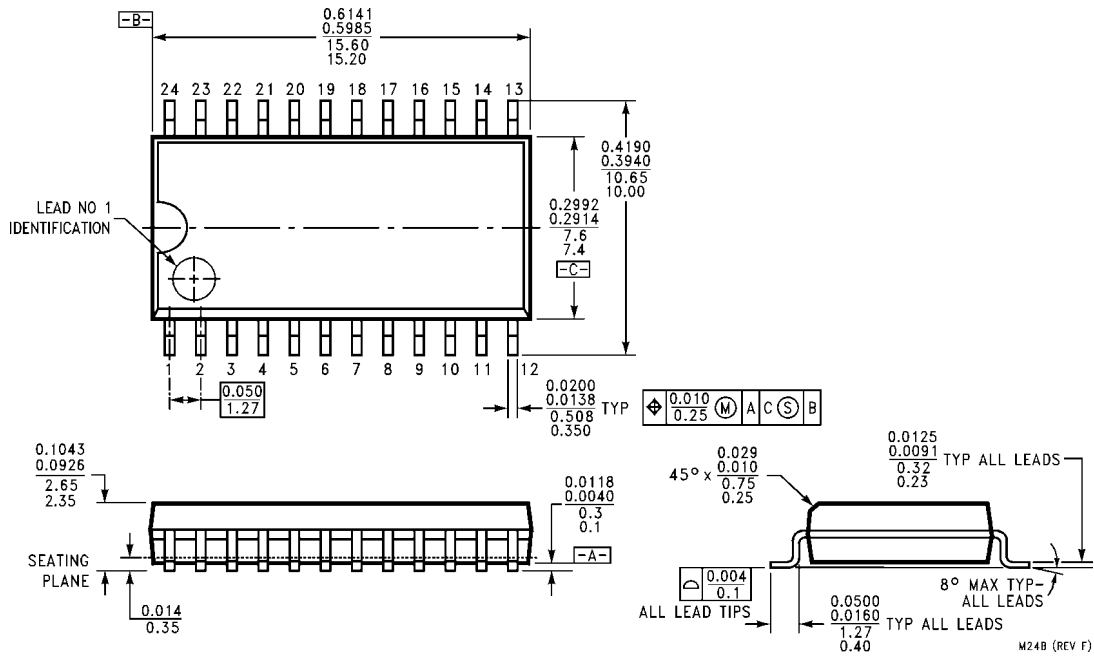 -B-
0.6141
0.5985
15.60
15.20
24 23 22 21 20 19 18 17 16 15 14 13
LEAD NO 1
IDENTIFICATION
0.4190
0.3940
10.65
10.00
0.2992
0.2914
7.6
7.4
-C-
1 2 3 4 5 6 7 8 9 10 11 12
0.050
1.27
0.0200
0.0138
0.508
0.350
TYP
⌖ 0.010
0.25 Ⓜ A C Ⓢ B
0.1043
0.0926
2.65
2.35
SEATING
PLANE
0.014
0.35
0.0118
0.0040
0.3
0.1
-A-
45° x
0.029
0.010
0.75
0.25
0.0125
0.0091
0.32
0.23
TYP ALL LEADS
⌓ 0.004
0.1
ALL LEAD TIPS
0.0500
0.0160
1.27
0.40
TYP ALL LEADS
8° MAX TYP-
ALL LEADS
M24B (REV F)